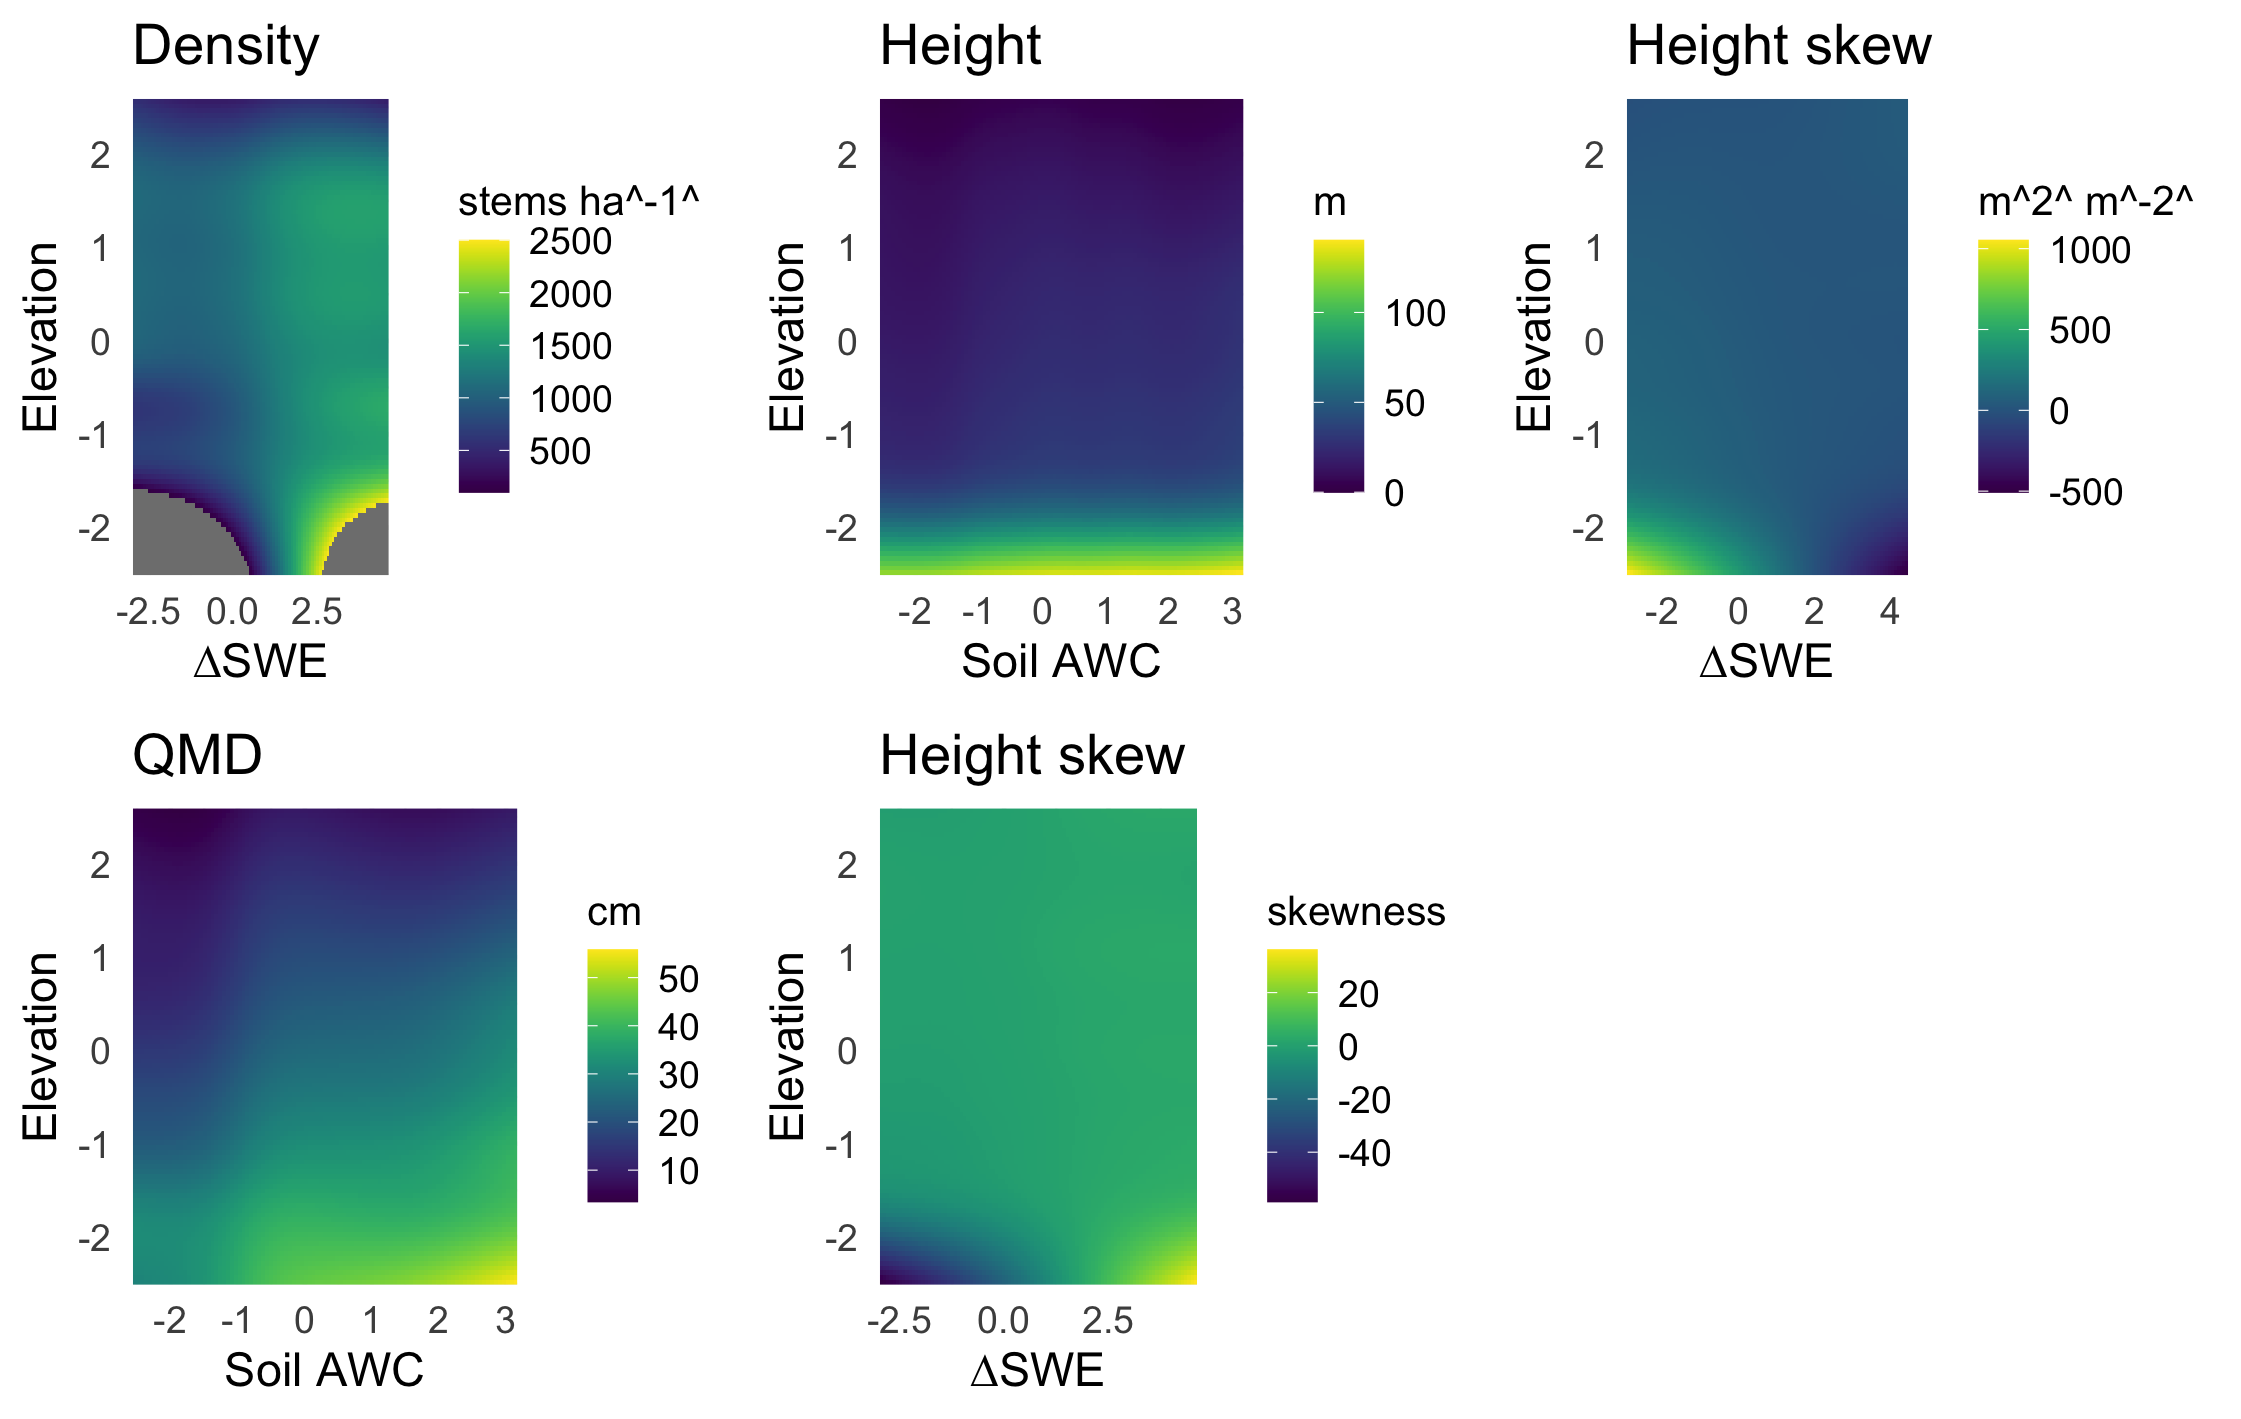 Density
Elevation
2
1
0
-1
-2
-2.5 0.0 2.5
ΔSWE
stems ha^-1^
2500
2000
1500
1000
500
Height
Elevation
2
1
0
-1
-2
-2 -1 0 1 2 3
Soil AWC
m
100
50
0
Height skew
Elevation
2
1
0
-1
-2
-2 0 2 4
ΔSWE
m^2^ m^-2^
1000
500
0
-500
QMD
Elevation
2
1
0
-1
-2
-2 -1 0 1 2 3
Soil AWC
cm
50
40
30
20
10
Height skew
Elevation
2
1
0
-1
-2
-2.5 0.0 2.5
ΔSWE
skewness
20
0
-20
-40